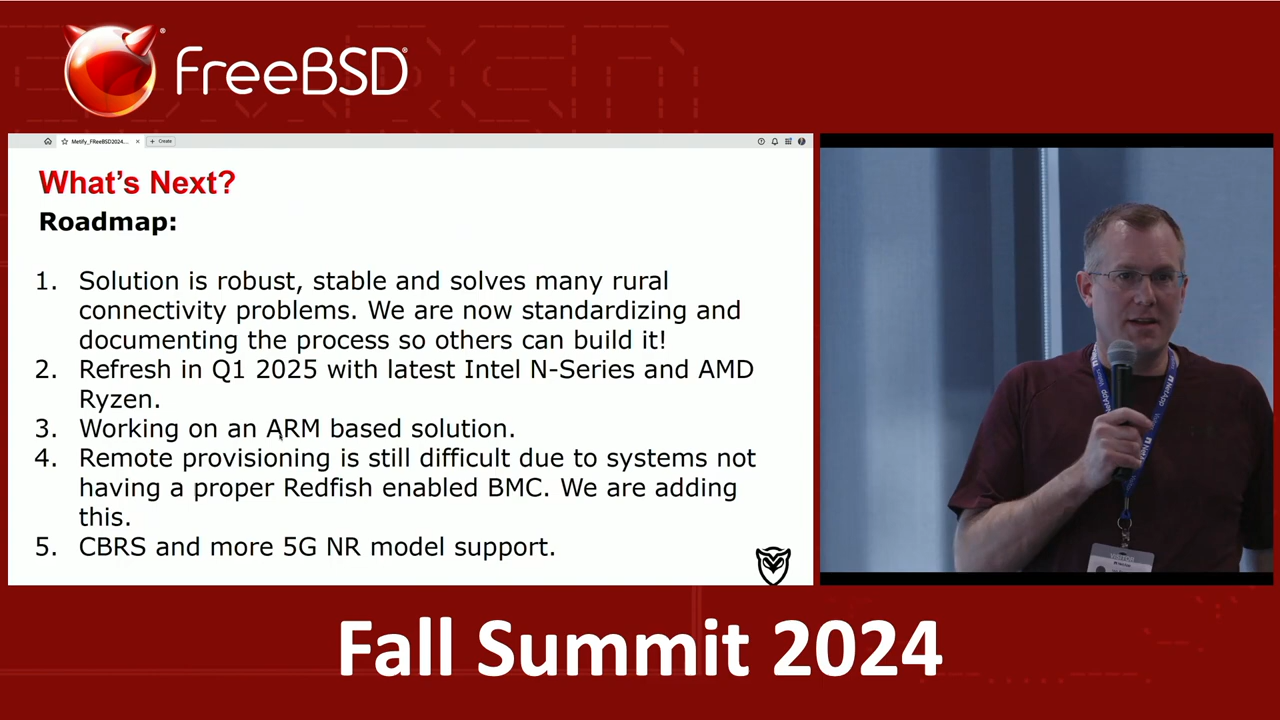 FreeBSD®
Metify_FReeBSD2024...
Create
What's Next?
Roadmap:
1. Solution is robust, stable and solves many rural
connectivity problems. We are now standardizing and
documenting the process so others can build it!
2. Refresh in Q1 2025 with latest Intel N-Series and AMD
Ryzen.
3. Working on an ARM based solution.
4. Remote provisioning is still difficult due to systems not
having a proper Redfish enabled BMC. We are adding
this.
5. CBRS and more 5G NR model support.
NetApp
NetApp
Fall Summit 2024